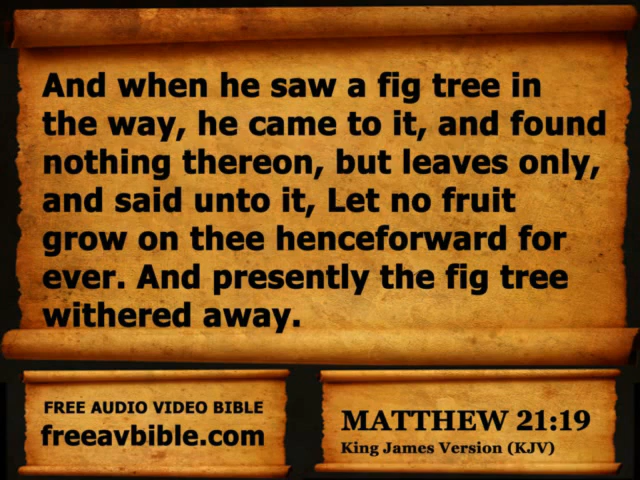 And when he saw a fig tree in
the way, he came to it, and found
nothing thereon, but leaves only,
and said unto it, Let no fruit
grow on thee henceforward for
ever. And presently the fig tree
withered away.
FREE AUDIO VIDEO BIBLE
freeavbible.com
MATTHEW 21:19
King James Version (KJV)